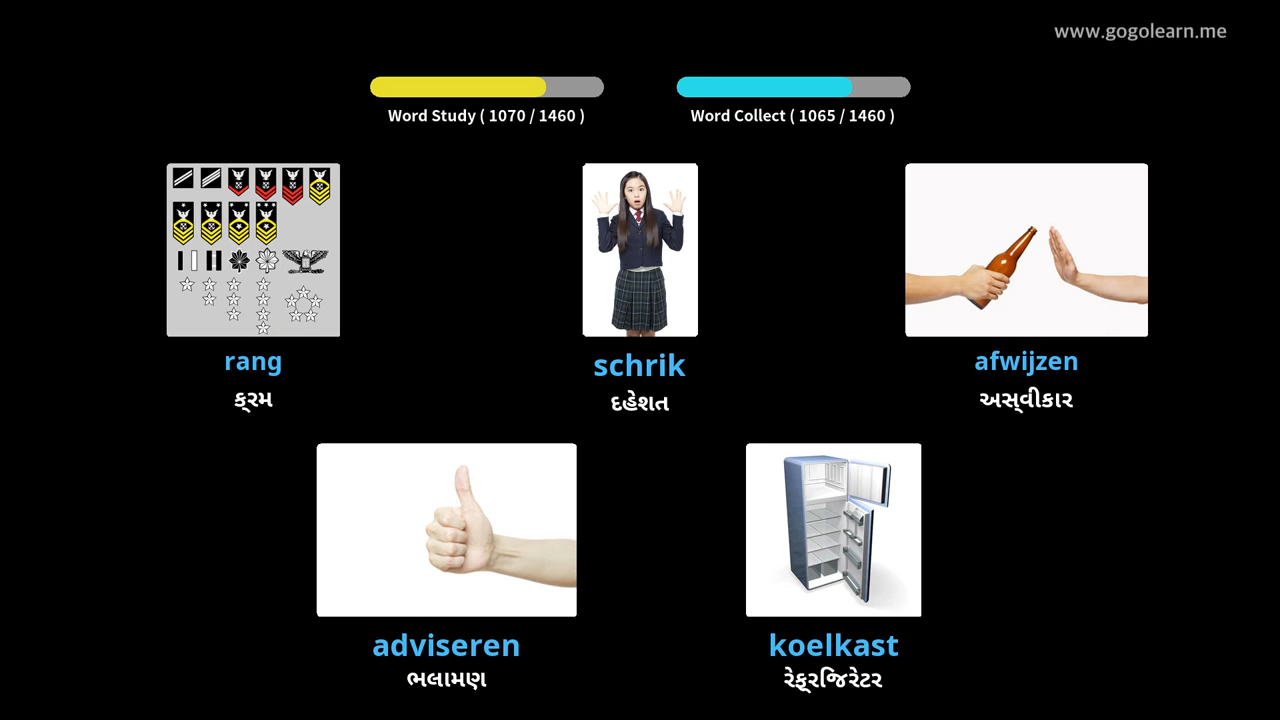 www.gogolearn.me
Word Study ( 1070 / 1460 )
Word Collect ( 1065 / 1460 )
rang
ક્રમ
schrik
દહેશત
afwijzen
અસ્વીકાર
adviseren
ભલામણ
koelkast
રેફ્રજિરેટર